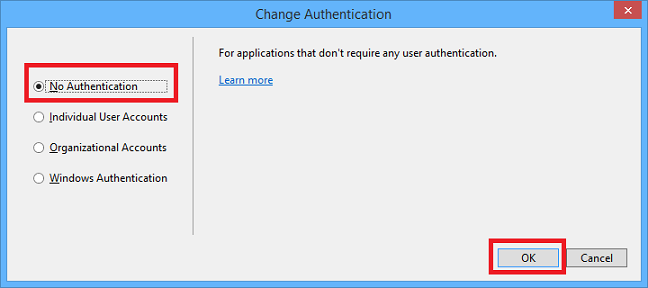 Change Authentication
No Authentication
Individual User Accounts
Organizational Accounts
Windows Authentication
For applications that don't require any user authentication.
Learn more
OK
Cancel